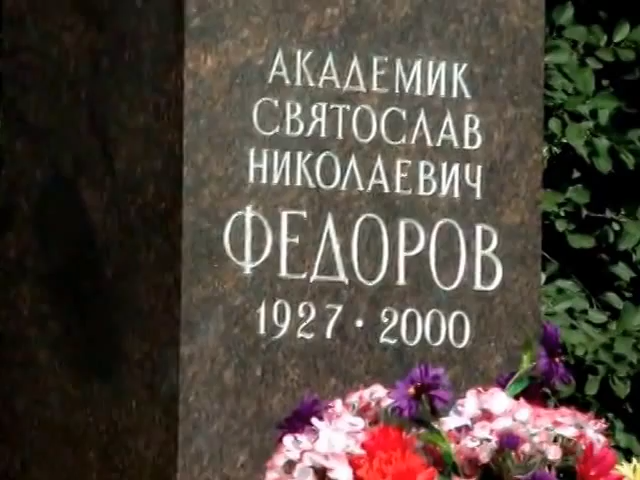 АКАДЕМИК
СВЯТОСЛАВ
НИКОЛАЕВИЧ
ФЕДОРОВ
1927 · 2000